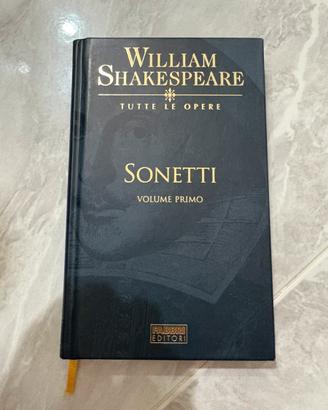 WILLIAM
SHAKESPEARE
TUTTE LE OPERE
SONETTI
VOLUME PRIMO
FABBRI
EDITORI